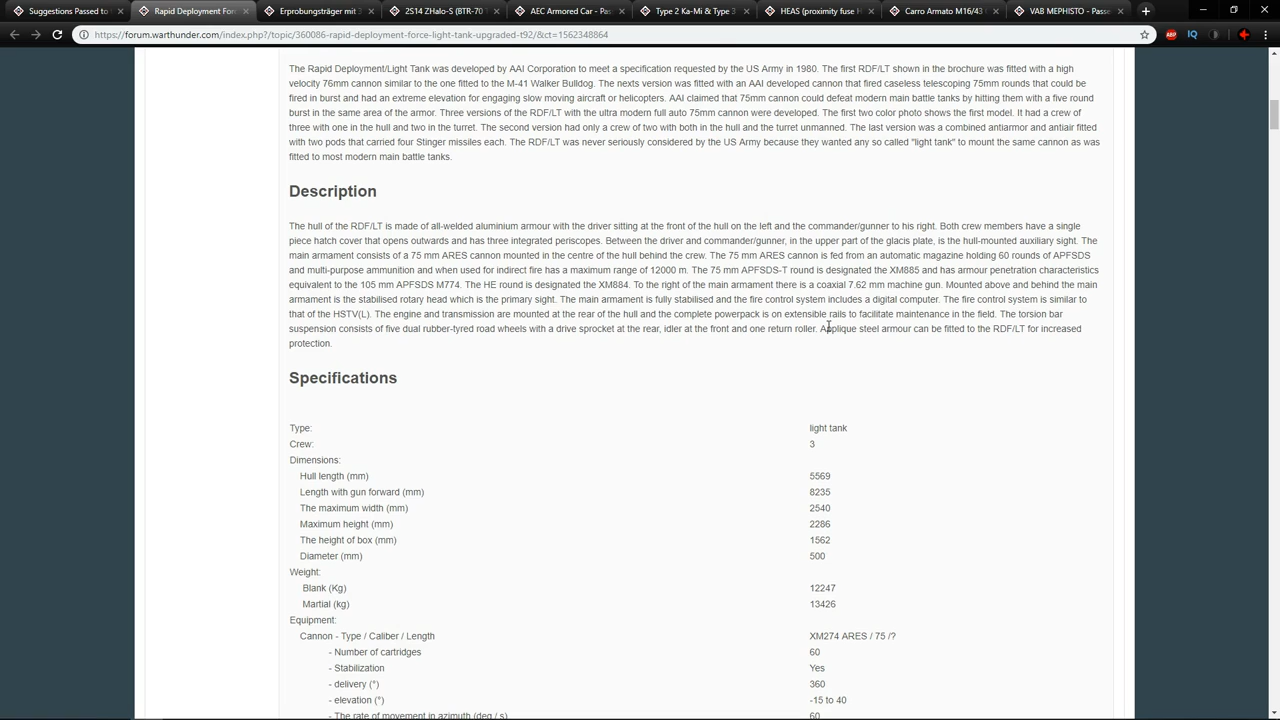 Suggestions Passed to
Rapid Deployment For
Erprobungsträger mit 3
2S14 ZHalo-S (BTR-70
AEC Armored Car - Pass
Type 2 Ka-Mi & Type 3
HEAS (proximity fuse H
Carro Armato M16/43
VAB MEPHISTO - Passe
https://forum.warthunder.com/index.php?/topic/360086-rapid-deployment-force-light-tank-upgraded-t92/&ct=1562348864
ABP
IQ
The Rapid Deployment/Light Tank was developed by AAI Corporation to meet a specification requested by the US Army in 1980. The first RDF/LT shown in the brochure was fitted with a high
velocity 76mm cannon similar to the one fitted to the M-41 Walker Bulldog. The nexts version was fitted with an AAI developed cannon that fired caseless telescoping 75mm rounds that could be
fired in burst and had an extreme elevation for engaging slow moving aircraft or helicopters. AAI claimed that 75mm cannon could defeat modern main battle tanks by hitting them with a five round
burst in the same area of the armor. Three versions of the RDF/LT with the ultra modern full auto 75mm cannon were developed. The first two color photo shows the first model. It had a crew of
three with one in the hull and two in the turret. The second version had only a crew of two with both in the hull and the turret unmanned. The last version was a combined antiarmor and antiair fitted
with two pods that carried four Stinger missiles each. The RDF/LT was never seriously considered by the US Army because they wanted any so called "light tank" to mount the same cannon as was
fitted to most modern main battle tanks.
Description
The hull of the RDF/LT is made of all-welded aluminium armour with the driver sitting at the front of the hull on the left and the commander/gunner to his right. Both crew members have a single
piece hatch cover that opens outwards and has three integrated periscopes. Between the driver and commander/gunner, in the upper part of the glacis plate, is the hull-mounted auxiliary sight. The
main armament consists of a 75 mm ARES cannon mounted in the centre of the hull behind the crew. The 75 mm ARES cannon is fed from an automatic magazine holding 60 rounds of APFSDS
and multi-purpose ammunition and when used for indirect fire has a maximum range of 12000 m. The 75 mm APFSDS-T round is designated the XM885 and has armour penetration characteristics
equivalent to the 105 mm APFSDS M774. The HE round is designated the XM884. To the right of the main armament there is a coaxial 7.62 mm machine gun. Mounted above and behind the main
armament is the stabilised rotary head which is the primary sight. The main armament is fully stabilised and the fire control system includes a digital computer. The fire control system is similar to
that of the HSTV(L). The engine and transmission are mounted at the rear of the hull and the complete powerpack is on extensible rails to facilitate maintenance in the field. The torsion bar
suspension consists of five dual rubber-tyred road wheels with a drive sprocket at the rear, idler at the front and one return roller. Applique steel armour can be fitted to the RDF/LT for increased
protection.
Specifications
Type: light tank
Crew: 3
Dimensions:
Hull length (mm) 5569
Length with gun forward (mm) 8235
The maximum width (mm) 2540
Maximum height (mm) 2286
The height of box (mm) 1562
Diameter (mm) 500
Weight:
Blank (Kg) 12247
Martial (kg) 13426
Equipment:
Cannon - Type / Caliber / Length XM274 ARES / 75 /?
- Number of cartridges 60
- Stabilization Yes
- delivery (°) 360
- elevation (°) -15 to 40
- The rate of movement in azimuth (deg / s) 60